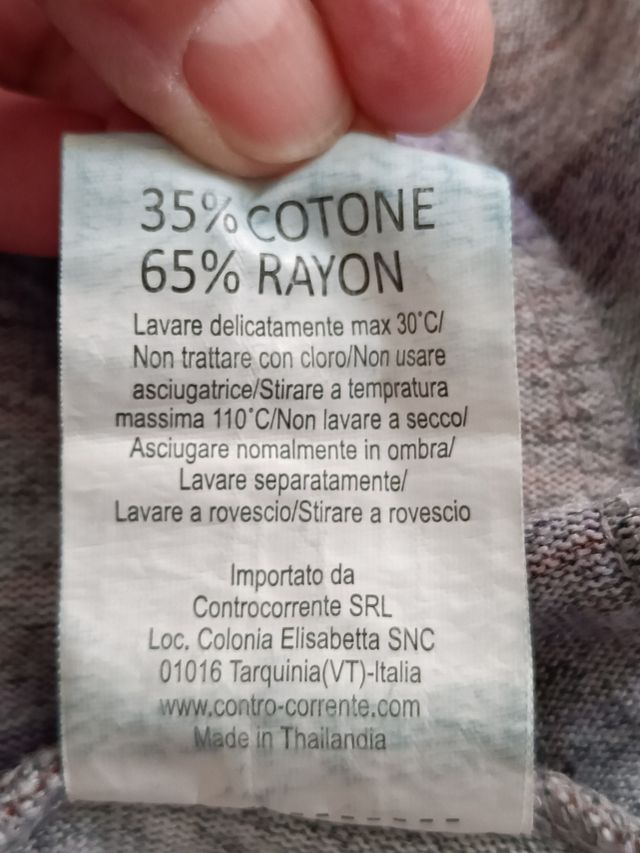 35% COTONE
65% RAYON
Lavare delicatamente max 30°C/
Non trattare con cloro/Non usare
asciugatrice/Stirare a tempratura
massima 110°C/Non lavare a secco/
Asciugare nomalmente in ombra/
Lavare separatamente/
Lavare a rovescio/Stirare a rovescio
Importato da
Controcorrente SRL
Loc. Colonia Elisabetta SNC
01016 Tarquinia(VT)-Italia
www.contro-corrente.com
Made in Thailandia